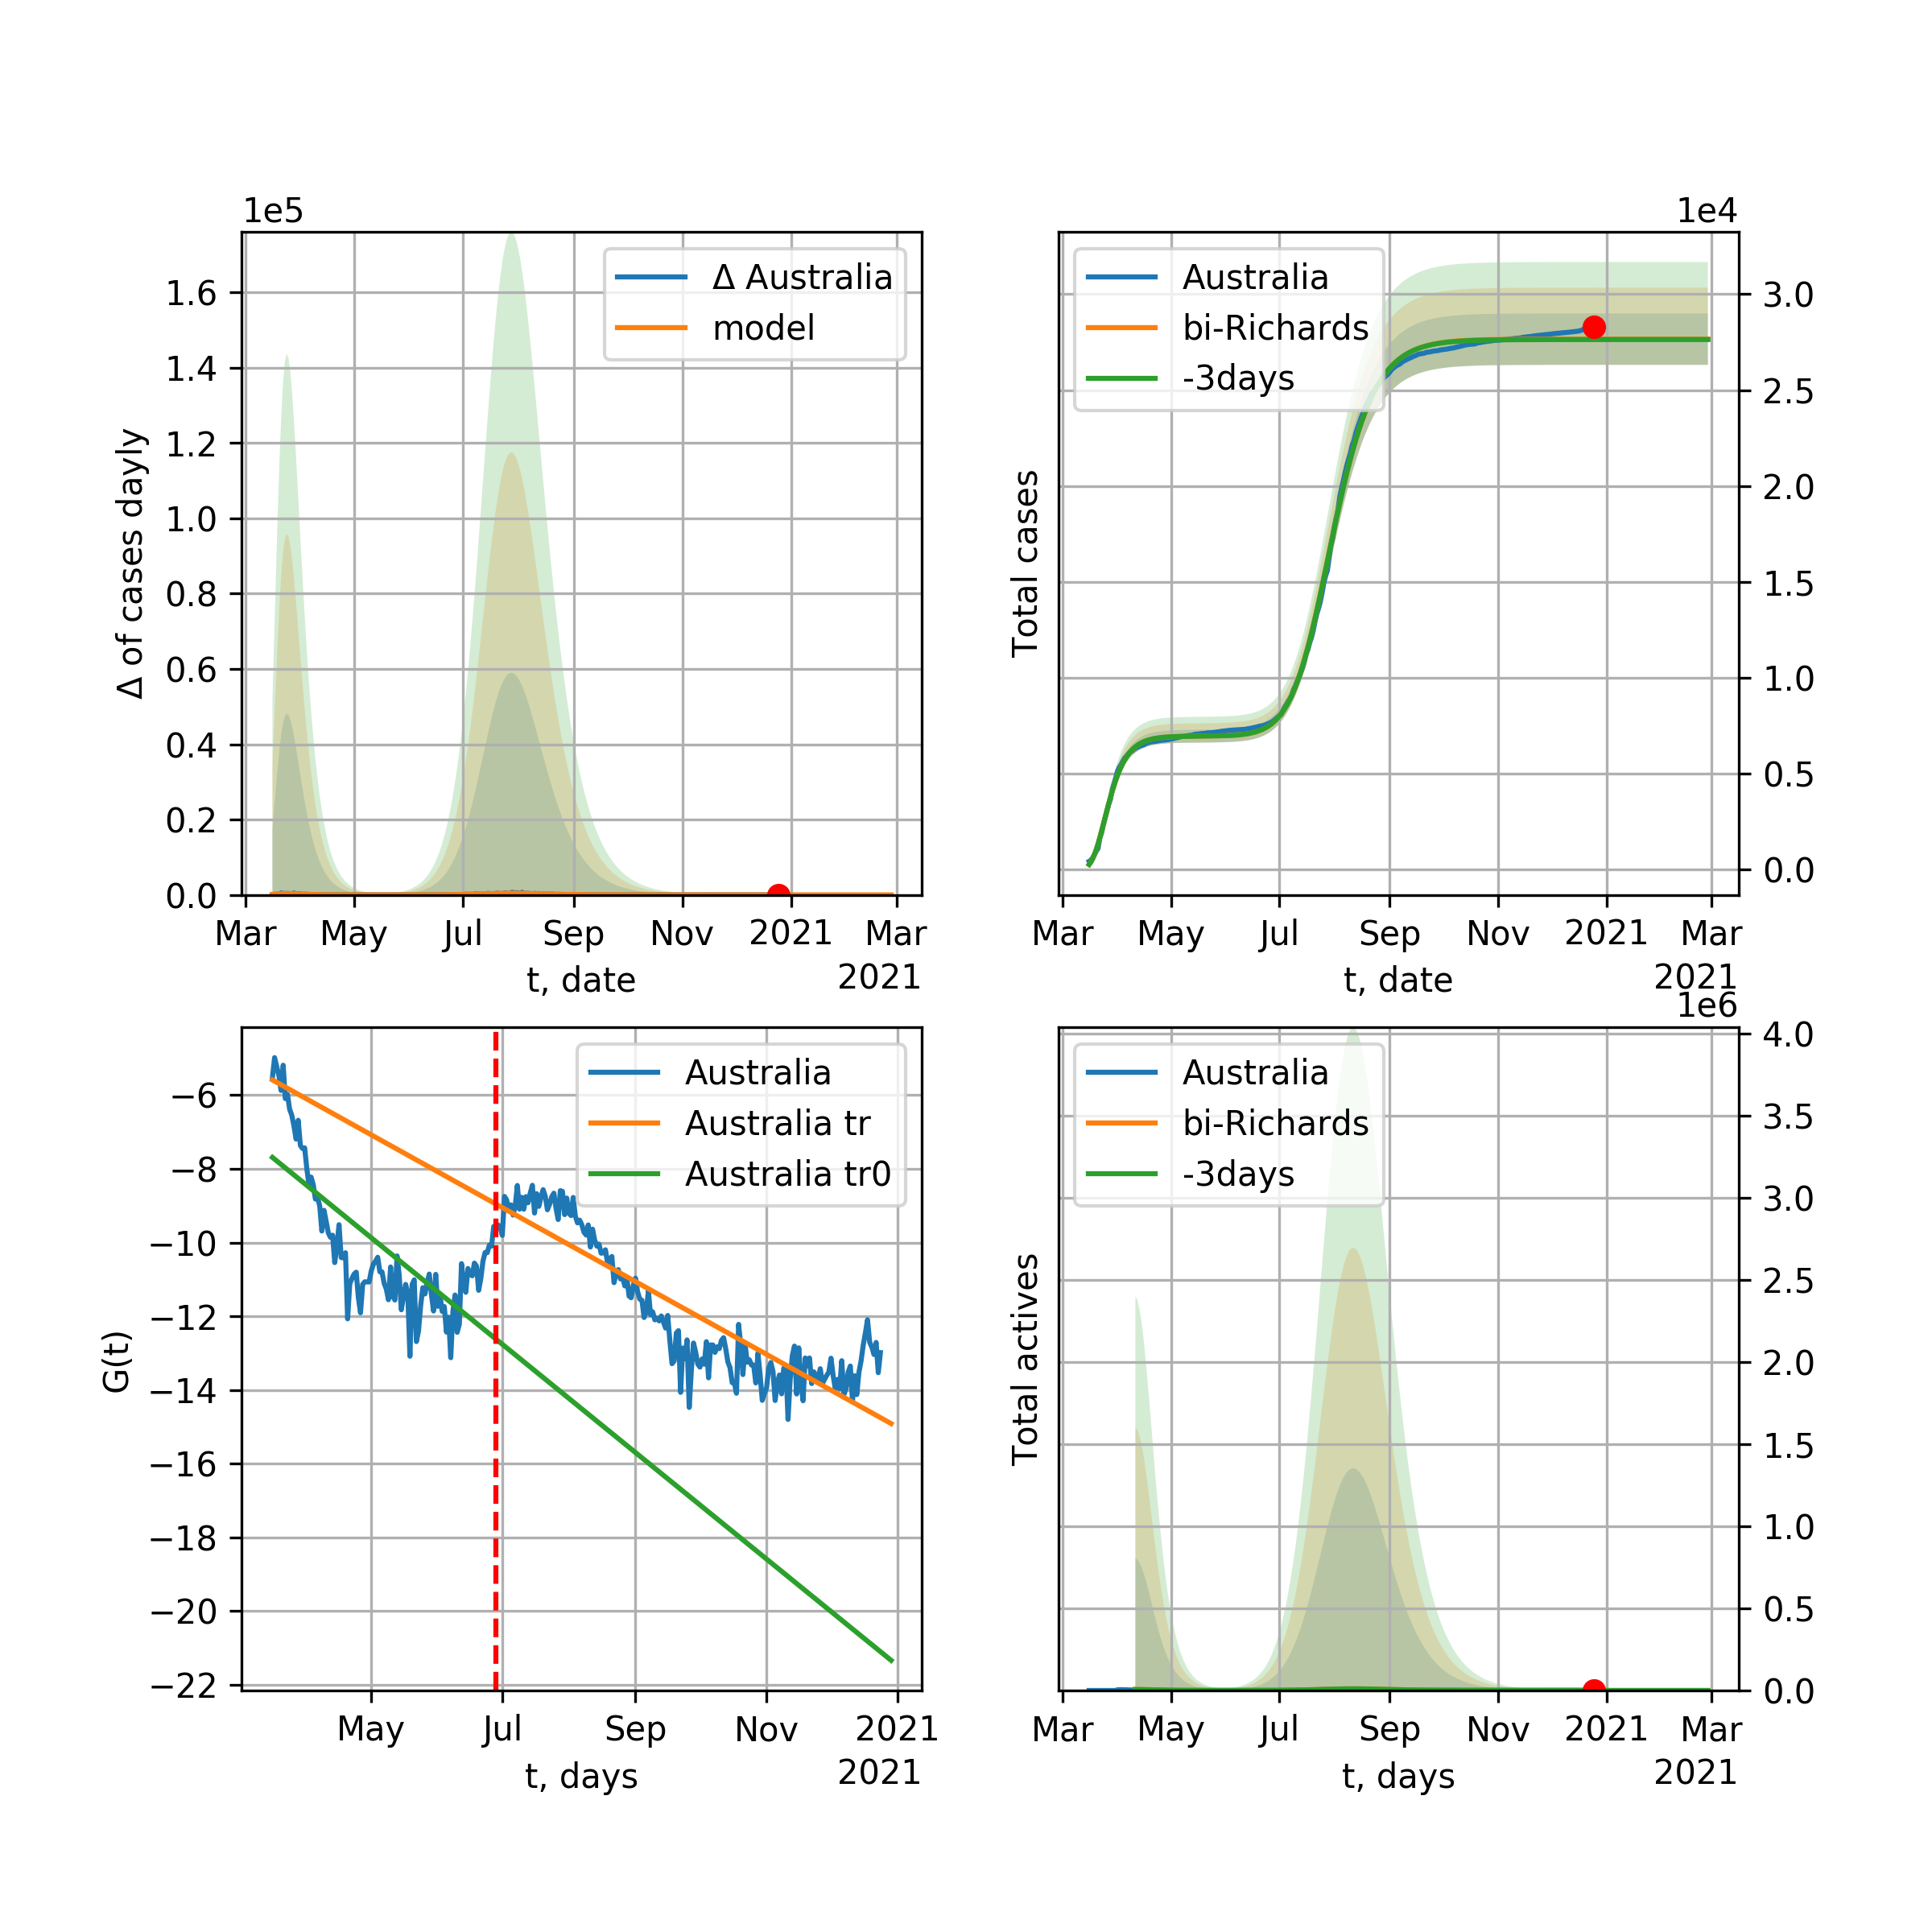 1e5
Δ Australia
model
1.6
1.4
1.2
1.0
0.8
0.6
0.4
0.2
0.0
Δ of cases dayly
Mar May Jul Sep Nov 2021 Mar
t, date
2021
1e4
Australia
bi-Richards
-3days
3.0
2.5
2.0
1.5
1.0
0.5
0.0
Total cases
Mar May Jul Sep Nov 2021 Mar
t, date
2021
Australia
Australia tr
Australia tr0
−6
−8
−10
−12
−14
−16
−18
−20
−22
G(t)
May Jul Sep Nov 2021
t, days
2021
1e6
Australia
bi-Richards
-3days
4.0
3.5
3.0
2.5
2.0
1.5
1.0
0.5
0.0
Total actives
Mar May Jul Sep Nov 2021 Mar
t, days
2021